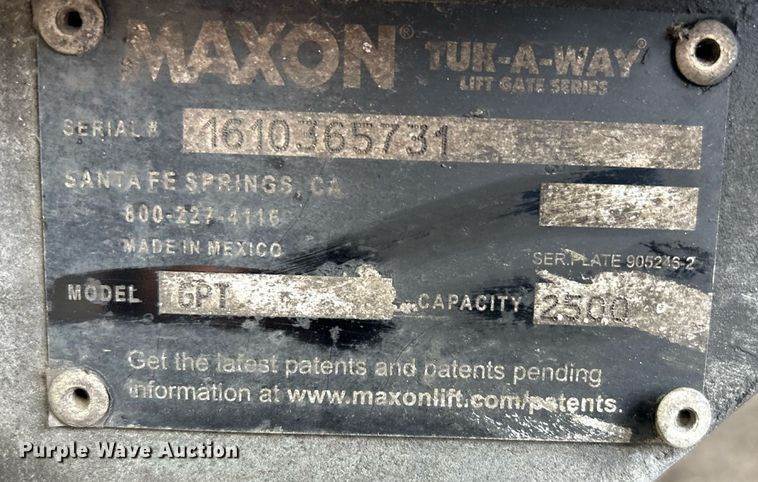 MAXON® TUK-A-WAY®
LIFT GATE SERIES
SERIAL# 1610365731
SANTA FE SPRINGS, CA
800-227-4116
MADE IN MEXICO
SER. PLATE 905246-2
MODEL GPT CAPACITY 2500
Get the latest patents and patents pending
information at www.maxonlift.com/patents.
Purple Wave Auction